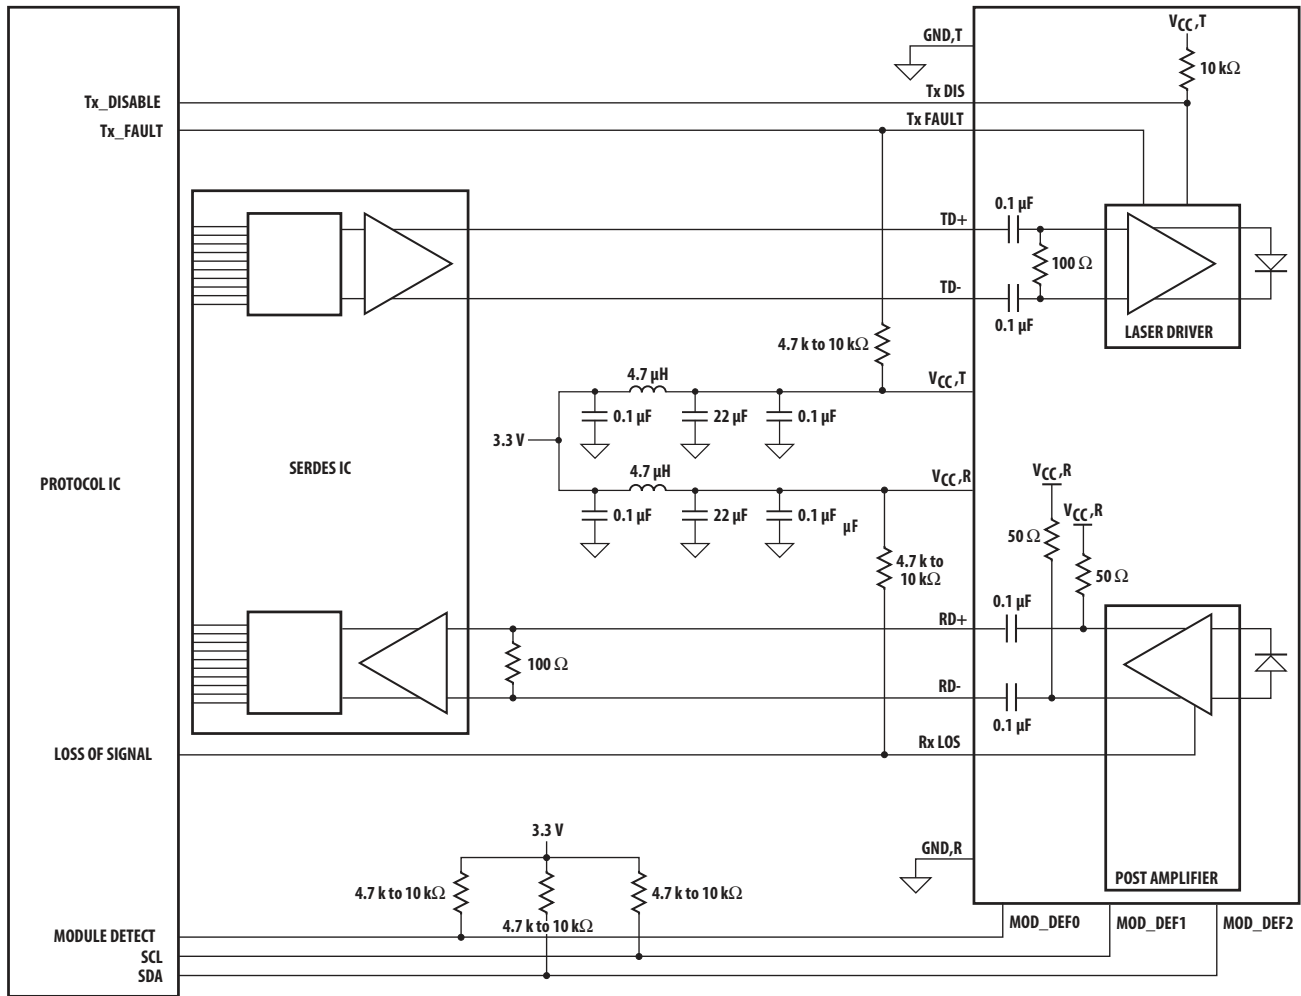 V_CC,T
GND,T
10 kΩ
Tx_DISABLE
Tx DIS
Tx_FAULT
Tx FAULT
0.1 µF
TD+
100 Ω
TD-
0.1 µF
LASER DRIVER
4.7 k to 10 kΩ
4.7 µH
V_CC,T
0.1 µF
22 µF
0.1 µF
3.3 V
SERDES IC
PROTOCOL IC
4.7 µH
V_CC,R
V_CC,R
0.1 µF
22 µF
0.1 µF
µF
V_CC,R
50 Ω
4.7 k to
10 kΩ
50 Ω
0.1 µF
RD+
100 Ω
RD-
0.1 µF
LOSS OF SIGNAL
Rx LOS
3.3 V
GND,R
4.7 k to 10 kΩ
4.7 k to 10 kΩ
4.7 k to 10 kΩ
POST AMPLIFIER
MODULE DETECT
MOD_DEF0
MOD_DEF1
MOD_DEF2
SCL
SDA